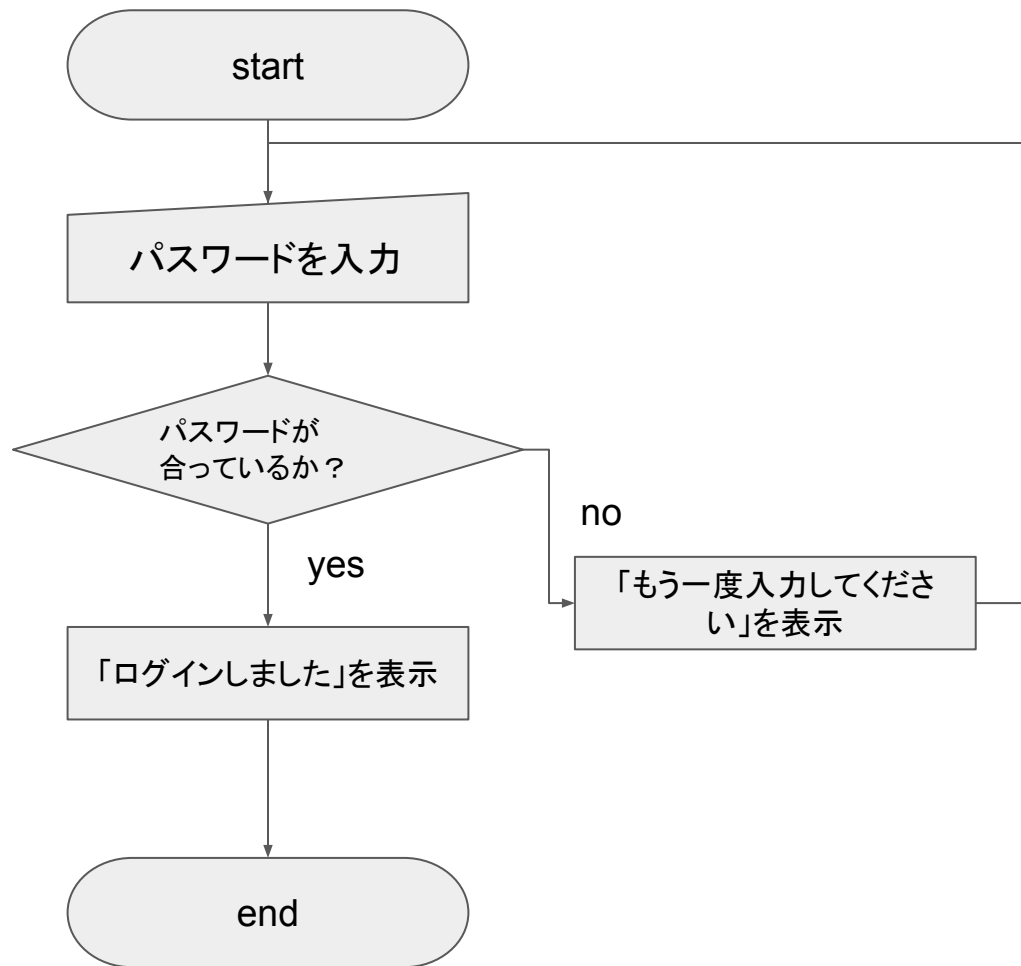 start
パスワードを入力
パスワードが
合っているか？
no
yes
「もう一度入力してくださ
い」を表示
「ログインしました」を表示
end